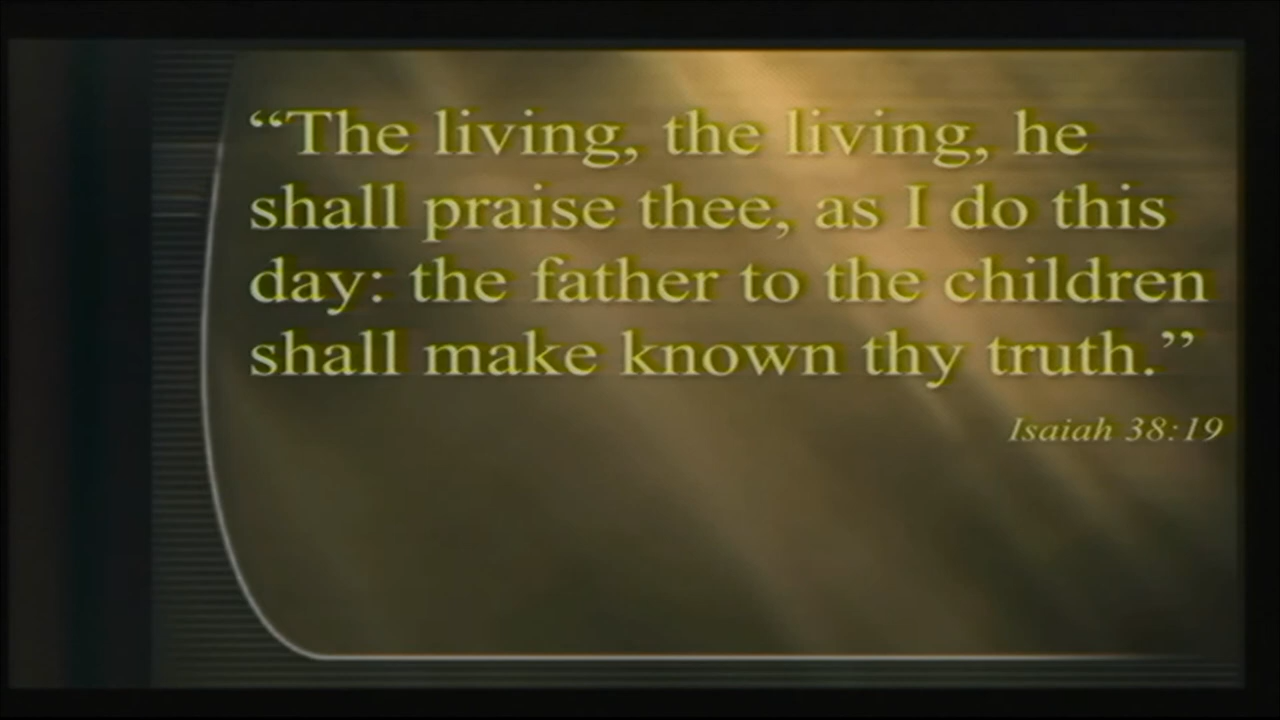 “The living, the living, he
shall praise thee, as I do this
day: the father to the children
shall make known thy truth.”
Isaiah 38:19